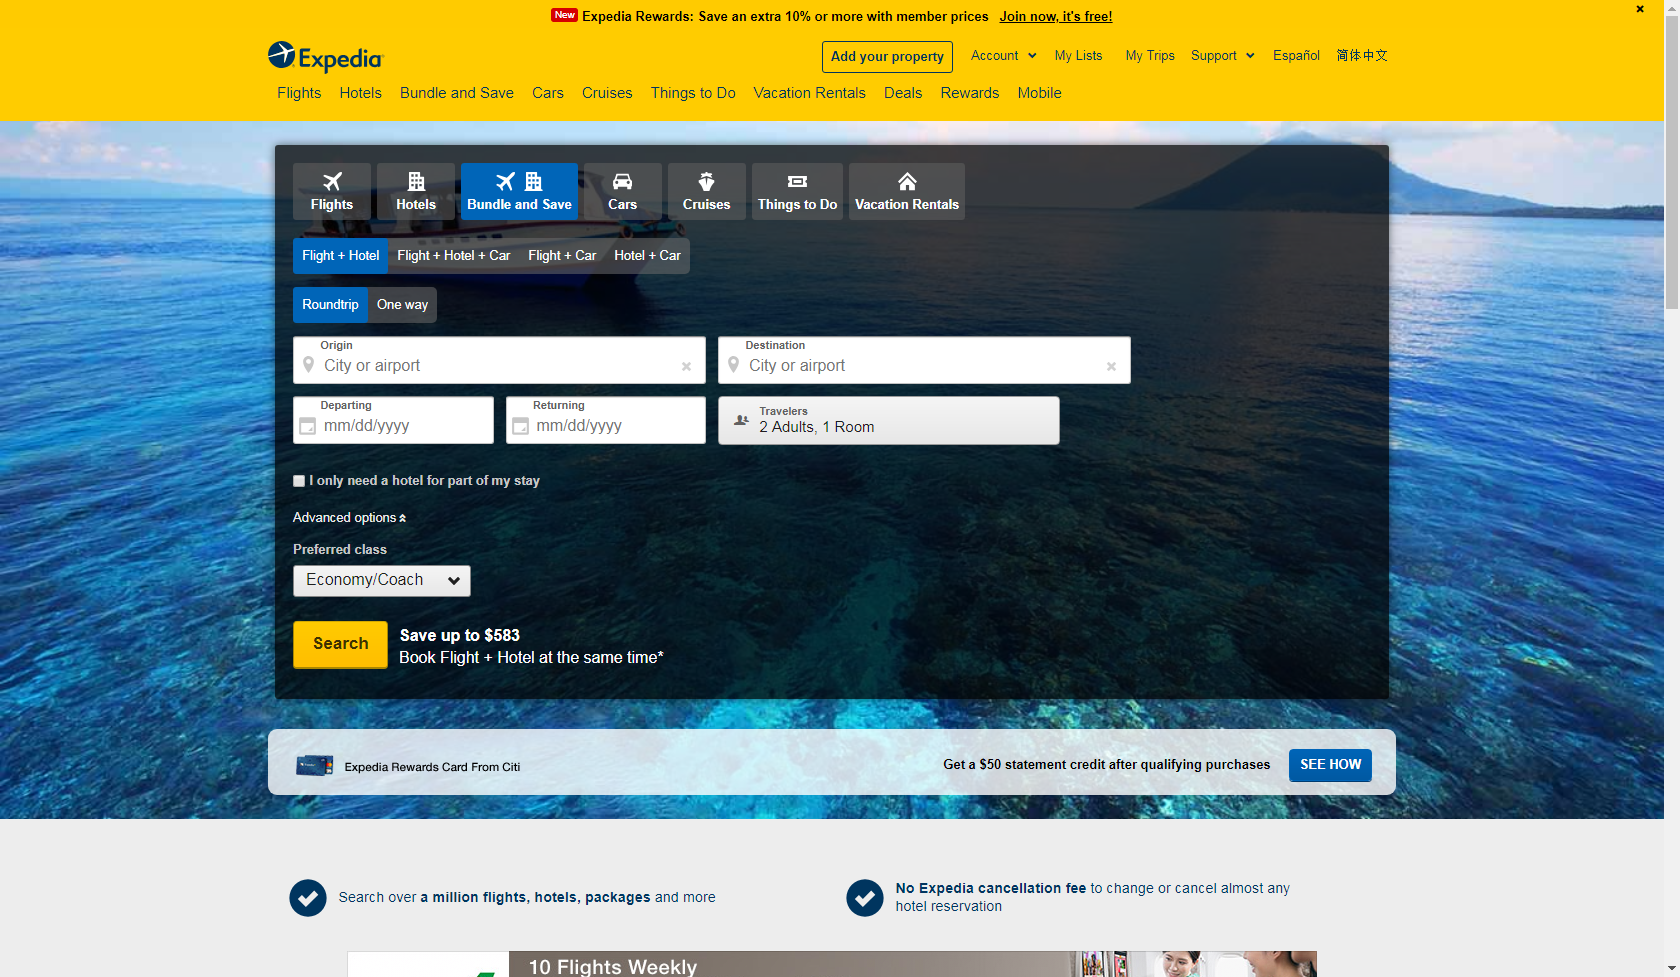 New Expedia Rewards: Save an extra 10% or more with member prices Join now, it's free!
Expedia
Add your property Account My Lists My Trips Support Español 简体中文
Flights Hotels Bundle and Save Cars Cruises Things to Do Vacation Rentals Deals Rewards Mobile
Flights Hotels Bundle and Save Cars Cruises Things to Do Vacation Rentals
Flight + Hotel Flight + Hotel + Car Flight + Car Hotel + Car
Roundtrip One way
Origin
City or airport
Destination
City or airport
Departing
mm/dd/yyyy
Returning
mm/dd/yyyy
Travelers
2 Adults, 1 Room
I only need a hotel for part of my stay
Advanced options
Preferred class
Economy/Coach
Search
Save up to $583
Book Flight + Hotel at the same time*
Expedia Rewards Card From Citi
Get a $50 statement credit after qualifying purchases SEE HOW
Search over a million flights, hotels, packages and more
No Expedia cancellation fee to change or cancel almost any
hotel reservation
10 Flights Weekly